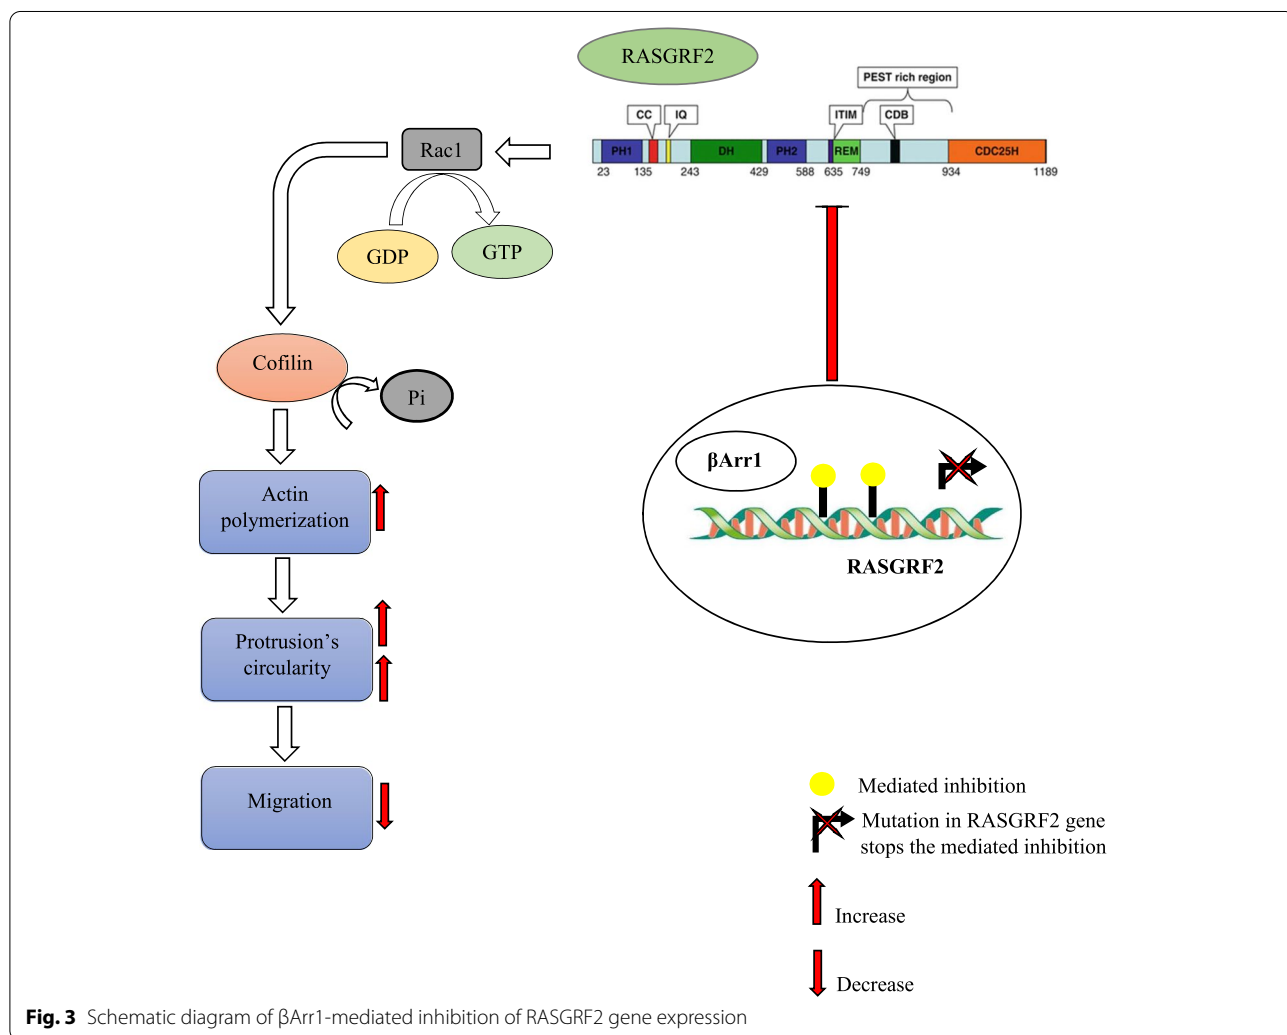 RASGRF2
PEST rich region
CC
IQ
ITIM
CDB
PH1
DH
PH2
REM
CDC25H
23
135
243
429
588
635
749
934
1189
Rac1
GDP
GTP
Cofilin
Pi
Actin
polymerization
Protrusion’s
circularity
Migration
βArr1
RASGRF2
Mediated inhibition
Mutation in RASGRF2 gene
stops the mediated inhibition
Increase
Decrease
Fig. 3 Schematic diagram of βArr1-mediated inhibition of RASGRF2 gene expression